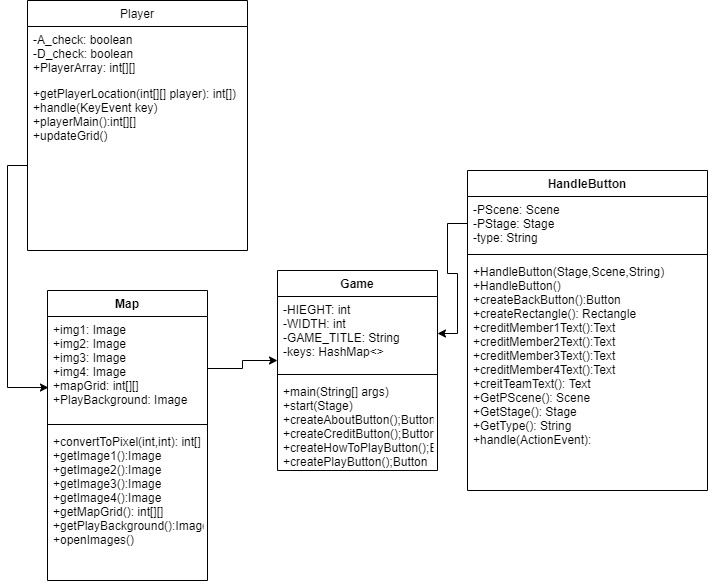 Player
-A_check: boolean
-D_check: boolean
+PlayerArray: int[][]
+getPlayerLocation(int[][] player): int[])
+handle(KeyEvent key)
+playerMain():int[][]
+updateGrid()
Map
+img1: Image
+img2: Image
+img3: Image
+img4: Image
+mapGrid: int[][]
+PlayBackground: Image
+convertToPixel(int,int): int[]
+getImage1():Image
+getImage2():Image
+getImage3():Image
+getImage4():Image
+getMapGrid(): int[][]
+getPlayBackground():Imag
+openImages()
Game
-HIEGHT: int
-WIDTH: int
-GAME_TITLE: String
-keys: HashMap<>
+main(String[] args)
+start(Stage)
+createAboutButton();Button
+createCreditButton();Button
+createHowToPlayButton();B
+createPlayButton();Button
HandleButton
-PScene: Scene
-PStage: Stage
-type: String
+HandleButton(Stage,Scene,String)
+HandleButton()
+createBackButton():Button
+createRectangle(): Rectangle
+creditMember1Text():Text
+creditMember2Text():Text
+creditMember3Text():Text
+creditMember4Text():Text
+creitTeamText(): Text
+GetPScene(): Scene
+GetStage(): Stage
+GetType(): String
+handle(ActionEvent):